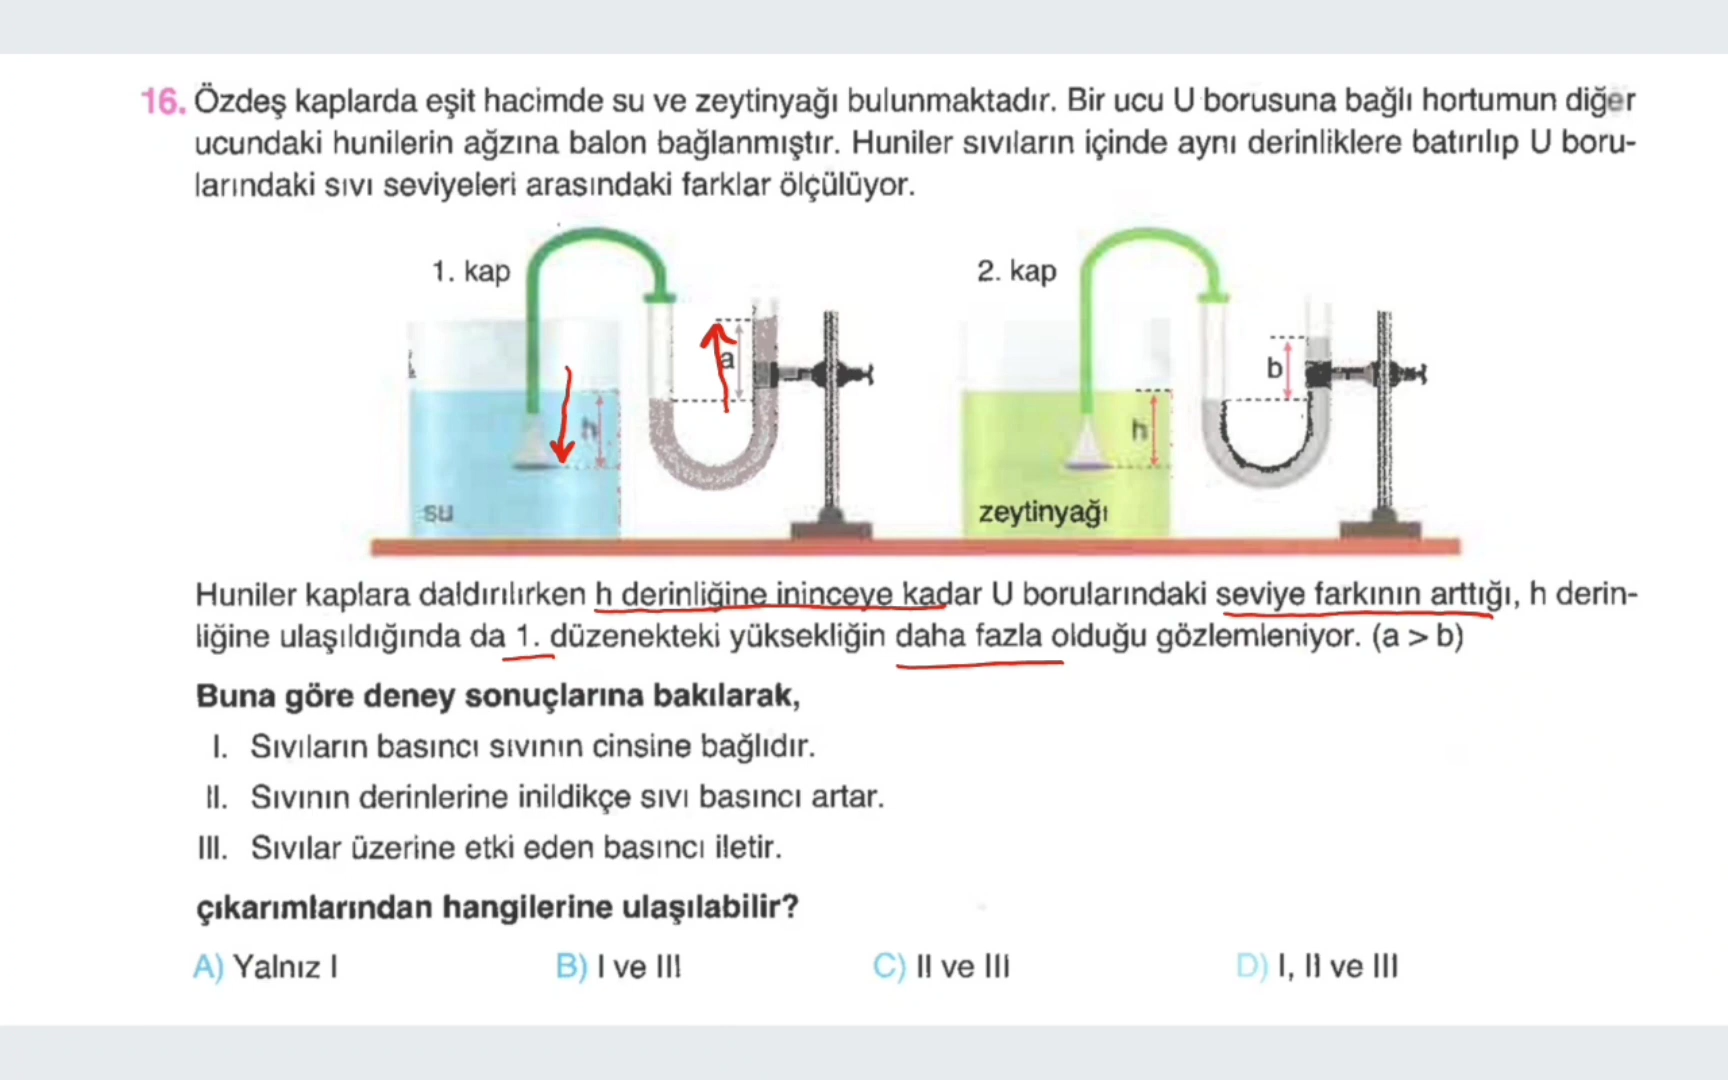 16. Özdeş kaplarda eşit hacimde su ve zeytinyağı bulunmaktadır. Bir ucu U borusuna bağlı hortumun diğer
ucundaki hunilerin ağzına balon bağlanmıştır. Huniler sıvıların içinde aynı derinliklere batırılıp U boru-
larındaki sıvı seviyeleri arasındaki farklar ölçülüyor.
1. kap
2. kap
a
b
h
h
su
zeytinyağı
Huniler kaplara daldırılırken h derinliğine ininceye kadar U borularındaki seviye farkının arttığı, h derin-
liğine ulaşıldığında da 1. düzenekteki yüksekliğin daha fazla olduğu gözlemleniyor. (a > b)
Buna göre deney sonuçlarına bakılarak,
I. Sıvıların basıncı sıvının cinsine bağlıdır.
II. Sıvının derinlerine inildikçe sıvı basıncı artar.
III. Sıvılar üzerine etki eden basıncı iletir.
çıkarımlarından hangilerine ulaşılabilir?
A) Yalnız I B) I ve III C) II ve III D) I, II ve III